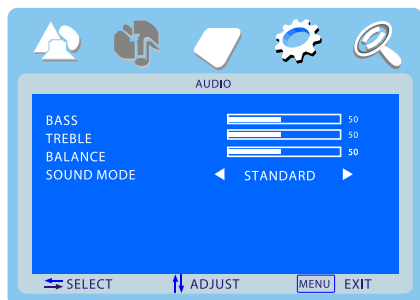 AUDIO
BASS 50
TREBLE 50
BALANCE 50
SOUND MODE STANDARD
SELECT ADJUST MENU EXIT